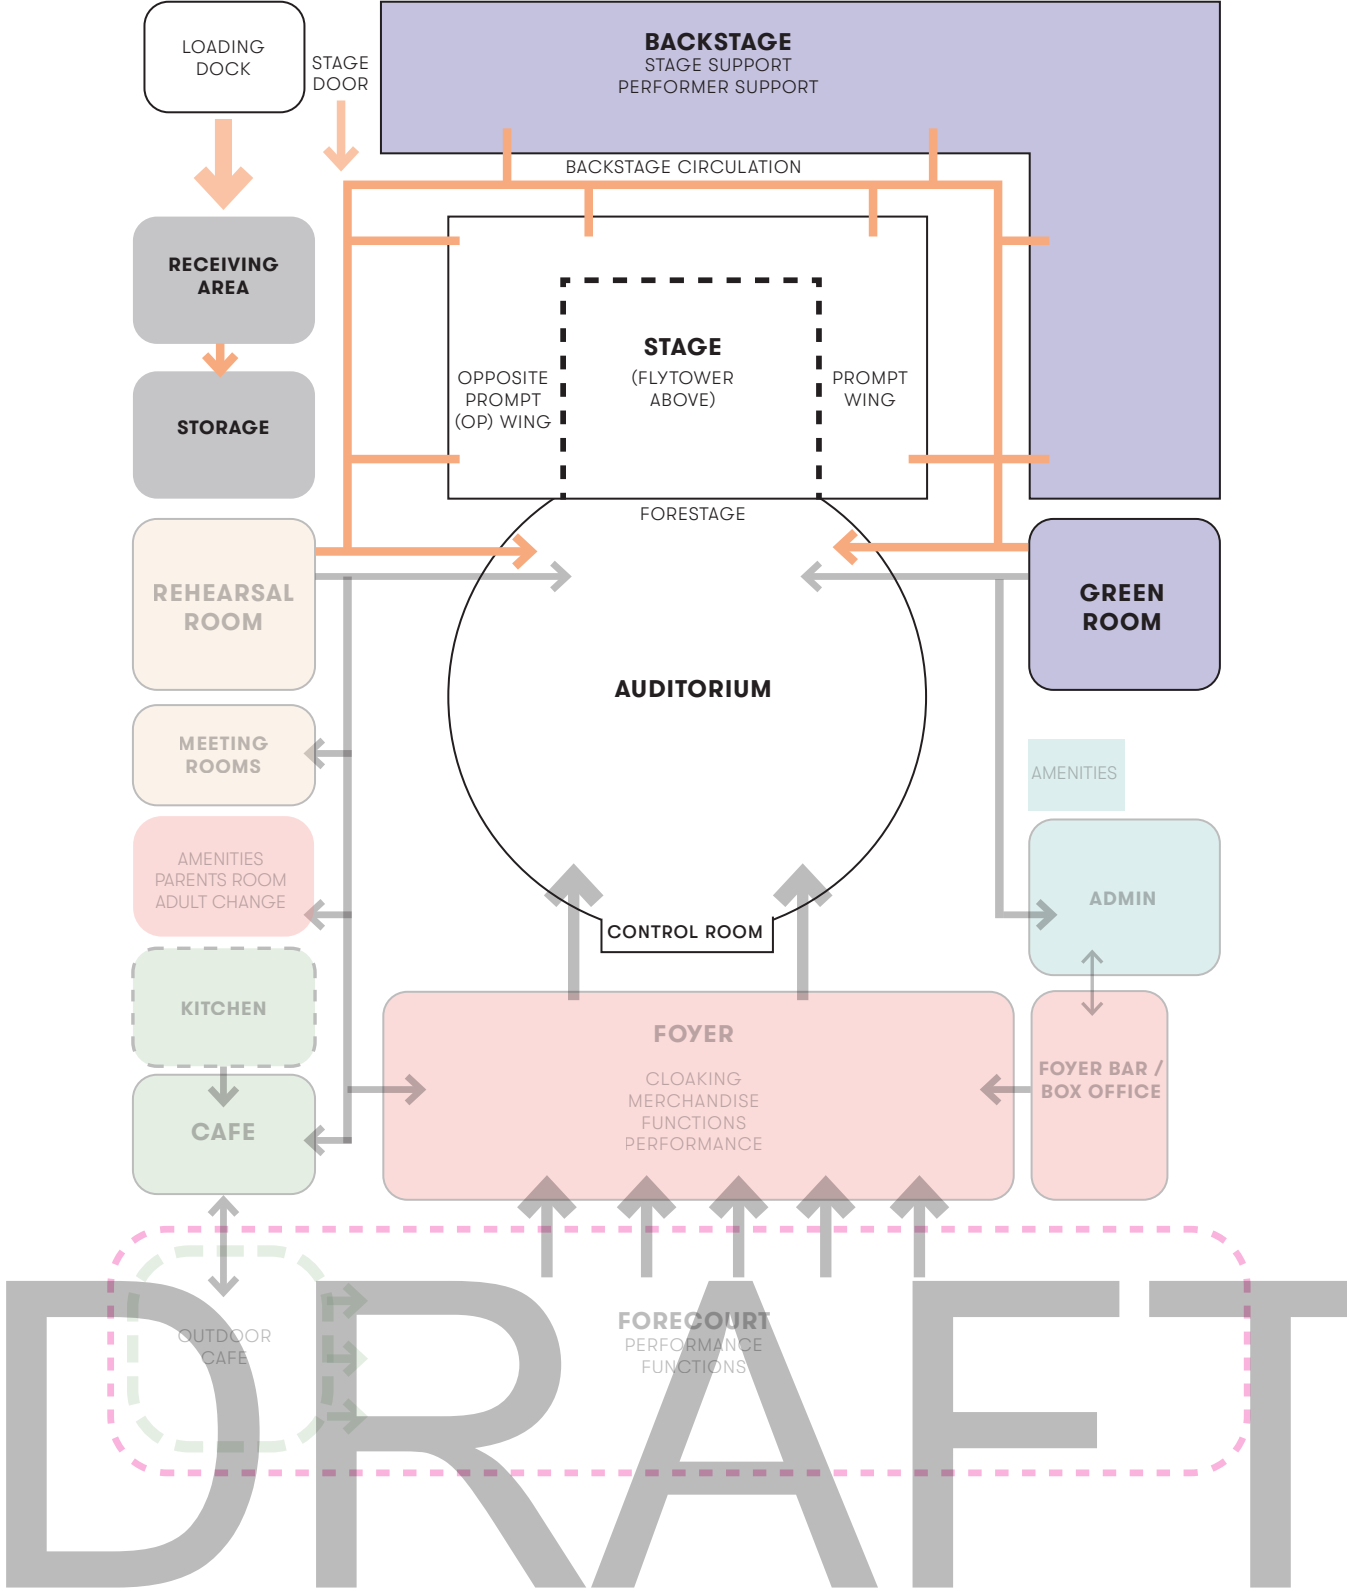 LOADING
DOCK
STAGE
DOOR
BACKSTAGE
STAGE SUPPORT
PERFORMER SUPPORT
BACKSTAGE CIRCULATION
RECEIVING
AREA
STORAGE
OPPOSITE
PROMPT
(OP) WING
STAGE
(FLYTOWER
ABOVE)
PROMPT
WING
FORESTAGE
REHEARSAL
ROOM
GREEN
ROOM
AUDITORIUM
MEETING
ROOMS
AMENITIES
AMENITIES
PARENTS ROOM
ADULT CHANGE
ADMIN
CONTROL ROOM
KITCHEN
FOYER
CLOAKING
MERCHANDISE
FUNCTIONS
PERFORMANCE
FOYER BAR /
BOX OFFICE
CAFE
OUTDOOR
CAFE
FORECOURT
PERFORMANCE
FUNCTIONS
DRAFT